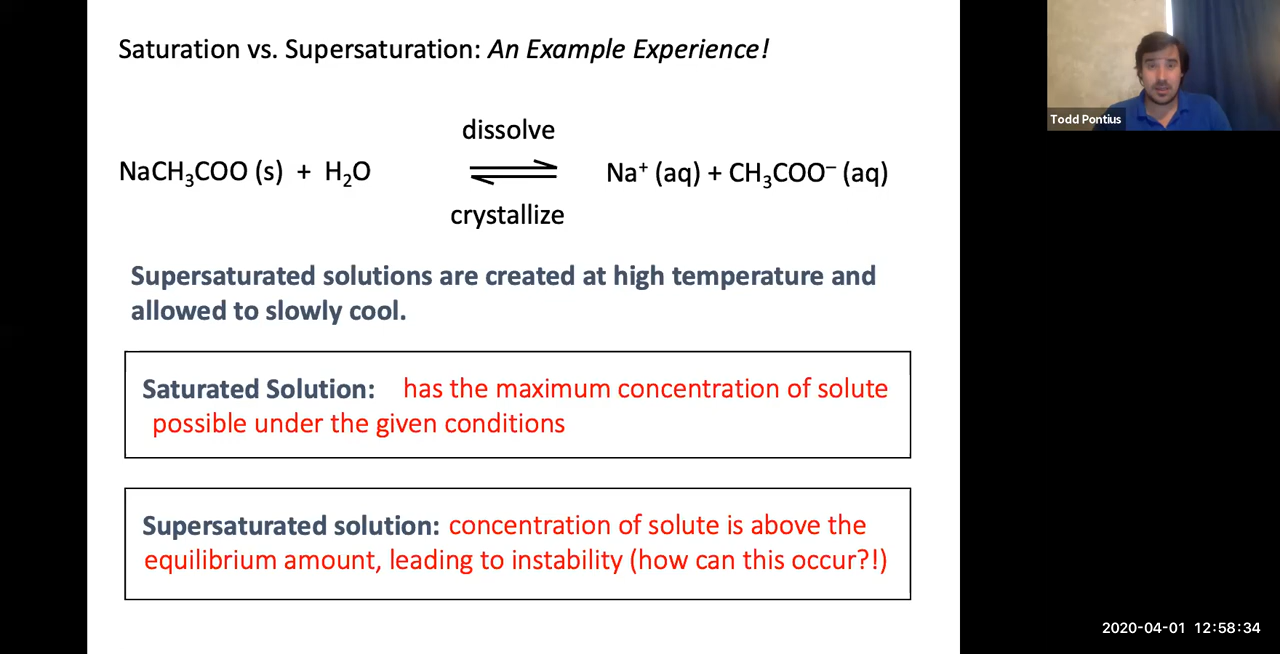 Saturation vs. Supersaturation: An Example Experience!
Todd Pontius
dissolve
NaCH₃COO (s) + H₂O ⇌ Na⁺ (aq) + CH₃COO⁻ (aq)
crystallize
Supersaturated solutions are created at high temperature and
allowed to slowly cool.
Saturated Solution: has the maximum concentration of solute
possible under the given conditions
Supersaturated solution: concentration of solute is above the
equilibrium amount, leading to instability (how can this occur?!)
2020-04-01 12:58:34